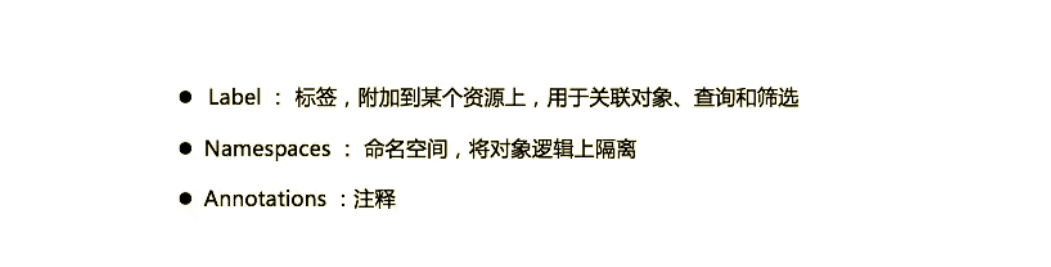 ● Label ： 标签，附加到某个资源上，用于关联对象、查询和筛选
● Namespaces ： 命名空间，将对象逻辑上隔离
● Annotations ：注释